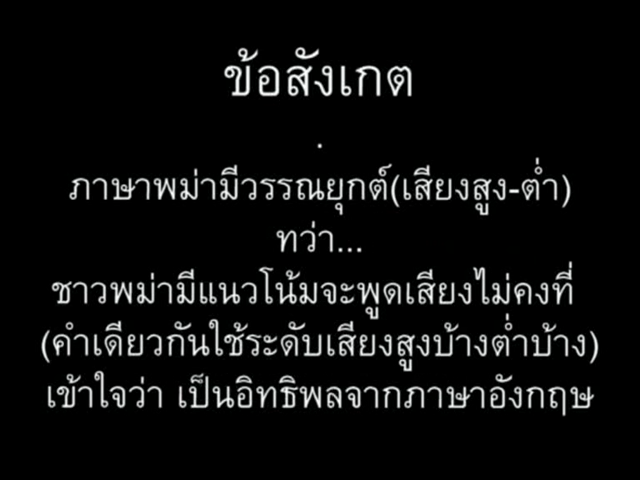 ข้อสังเกต
.
ภาษาพม่ามีวรรณยุกต์(เสียงสูง-ต่ำ)
ทว่า...
ชาวพม่ามีแนวโน้มจะพูดเสียงไม่คงที่
(คำเดียวกันใช้ระดับเสียงสูงบ้างต่ำบ้าง)
เข้าใจว่า เป็นอิทธิพลจากภาษาอังกฤษ